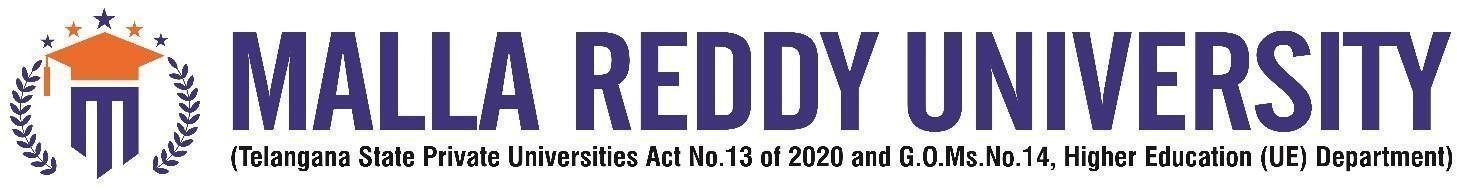 MALLA REDDY UNIVERSITY
(Telangana State Private Universities Act No.13 of 2020 and G.O.Ms.No.14, Higher Education (UE) Department)